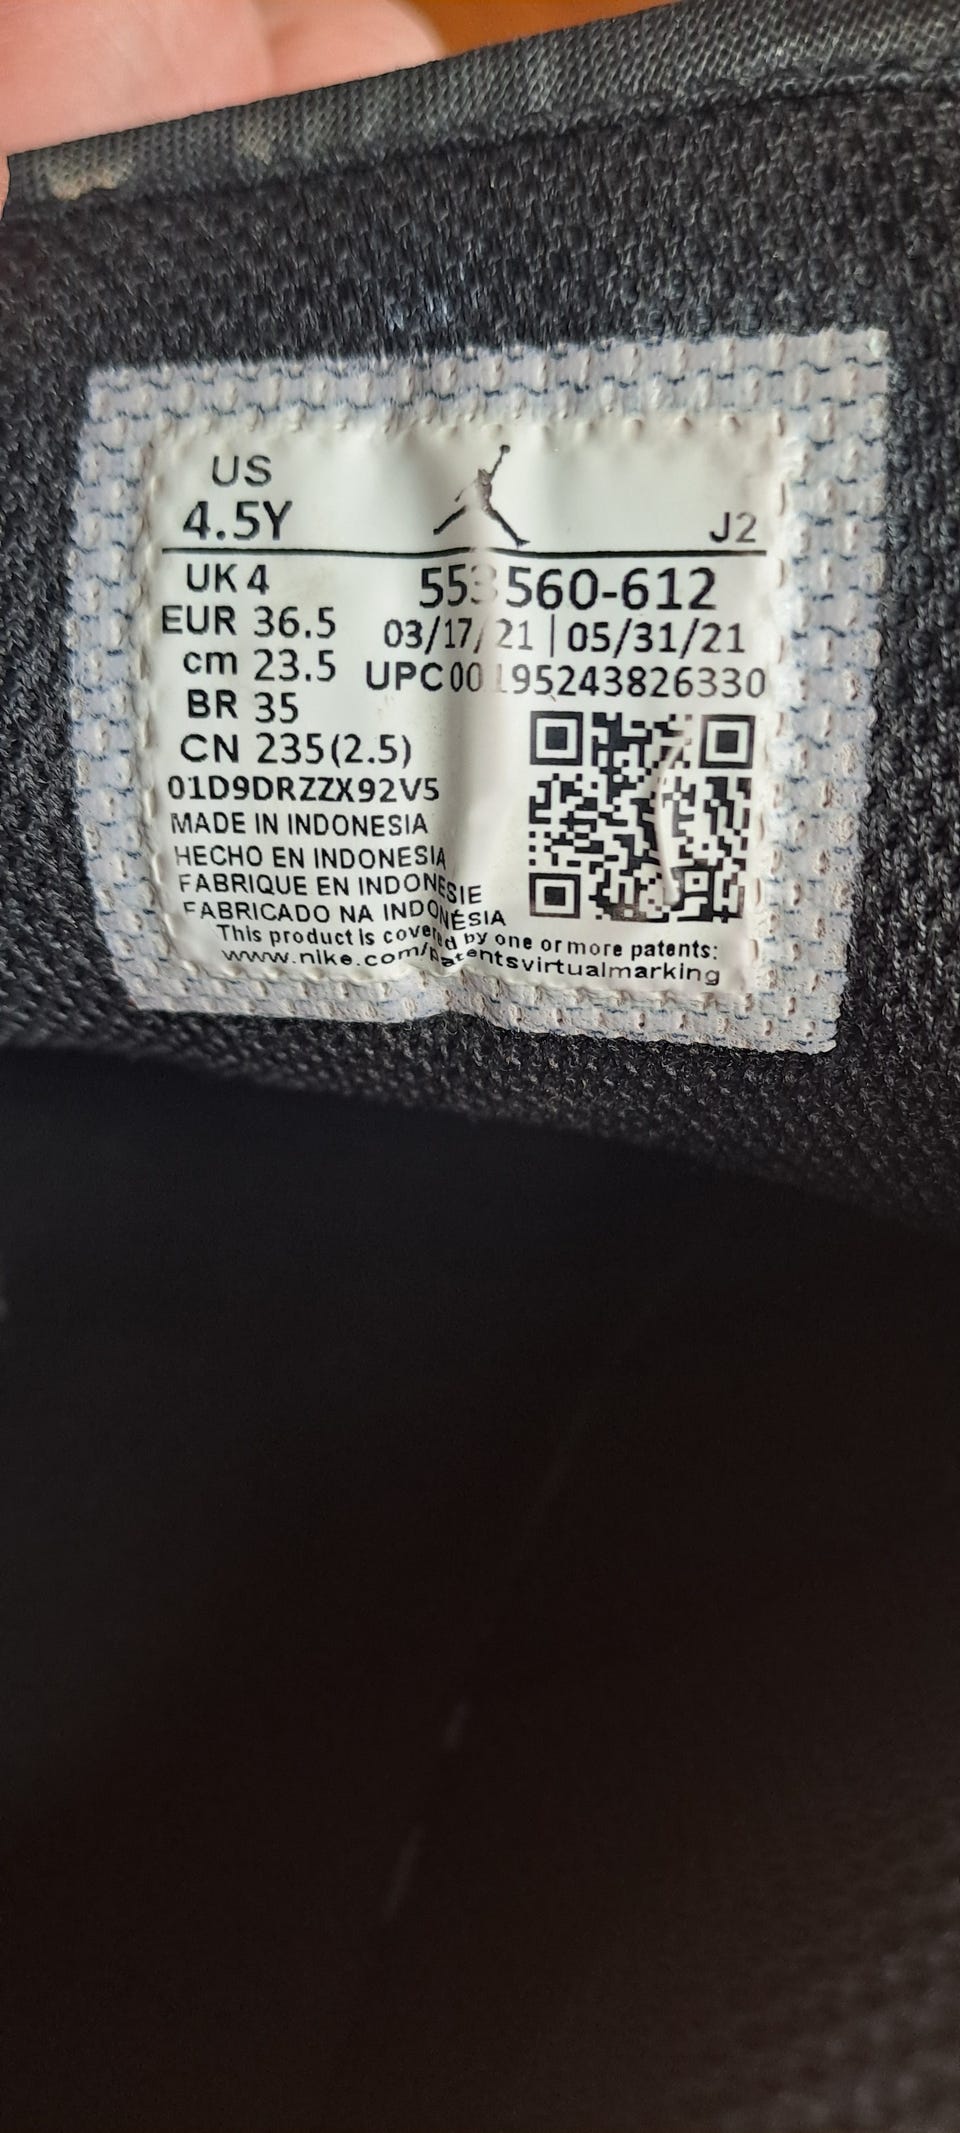 US
4.5Y
J2
UK 4
553560-612
EUR 36.5
03/17/21 | 05/31/21
cm 23.5
UPC 00195243826330
BR 35
CN 235(2.5)
01D9DRZZX92V5
MADE IN INDONESIA
HECHO EN INDONESIA
FABRIQUE EN INDONESIE
FABRICADO NA INDONÉSIA
This product is covered by one or more patents:
www.nike.com/patentsvirtualmarking